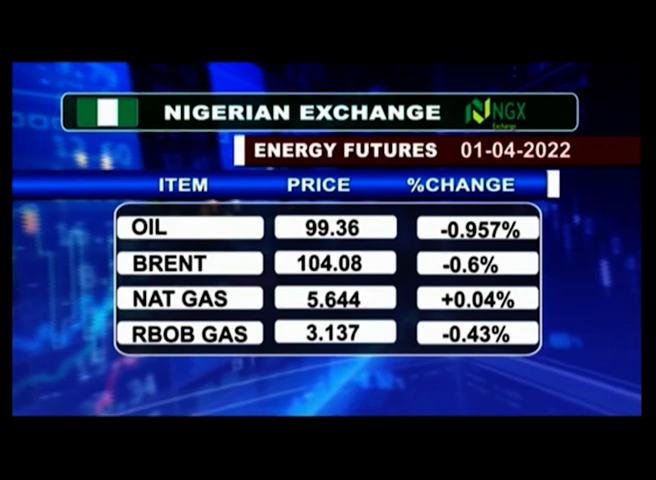 NIGERIAN EXCHANGE NGX
Exchange
ENERGY FUTURES 01-04-2022
ITEM PRICE %CHANGE
OIL 99.36 -0.957%
BRENT 104.08 -0.6%
NAT GAS 5.644 +0.04%
RBOB GAS 3.137 -0.43%